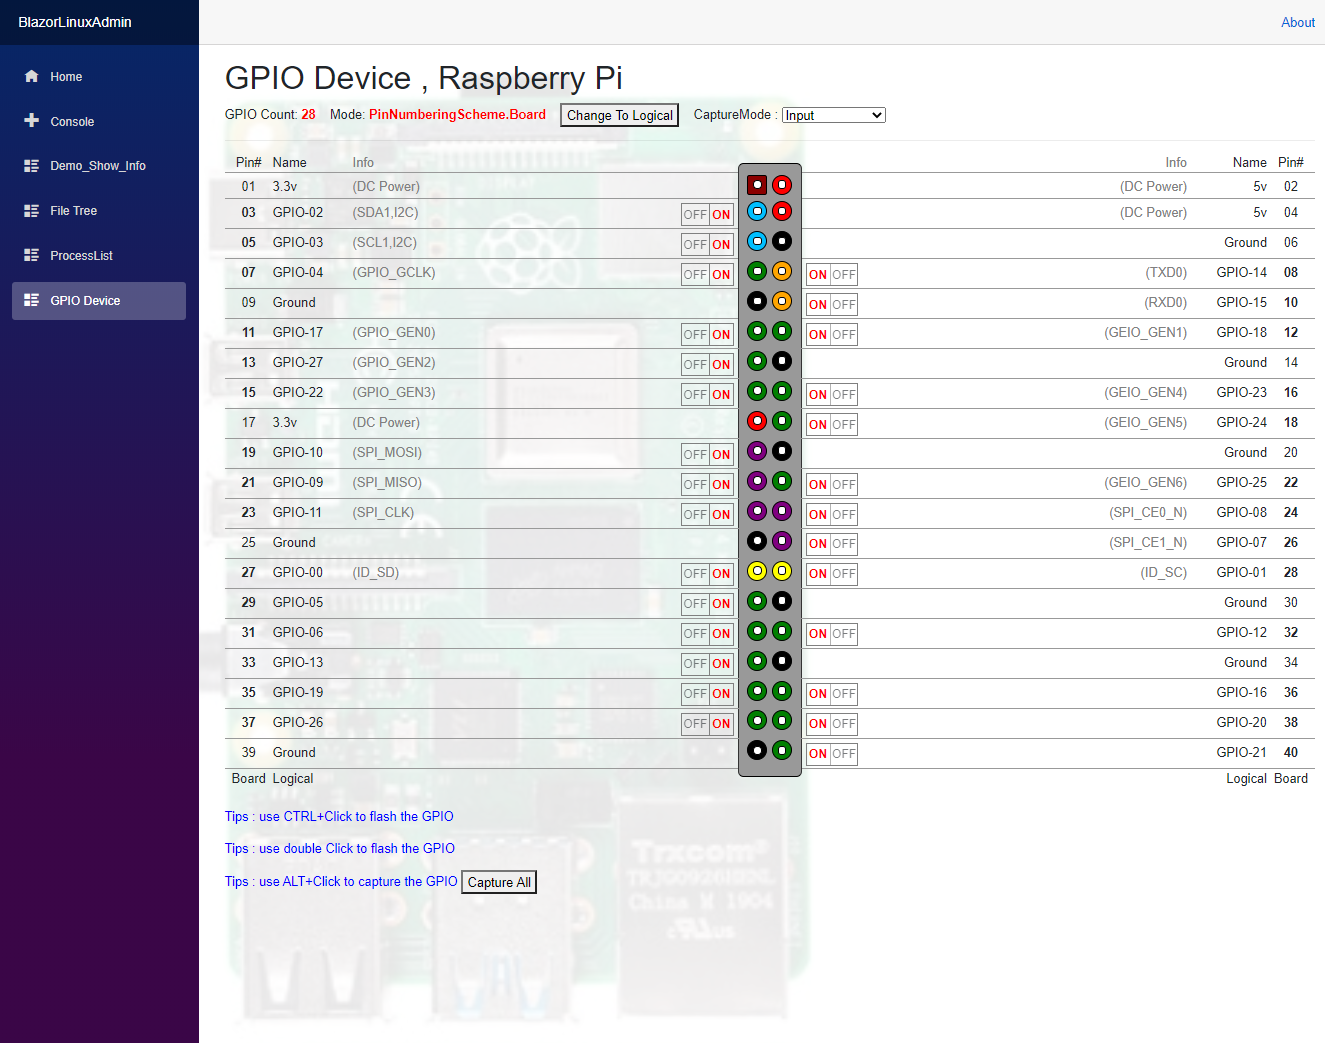 BlazorLinuxAdmin
About
Home
Console
Demo_Show_Info
File Tree
ProcessList
GPIO Device
GPIO Device , Raspberry Pi
GPIO Count: 28 Mode: PinNumberingScheme.Board Change To Logical CaptureMode : Input
Pin# Name Info Info Name Pin#
01 3.3v (DC Power) (DC Power) 5v 02
03 GPIO-02 (SDA1,I2C) OFF ON (DC Power) 5v 04
05 GPIO-03 (SCL1,I2C) OFF ON Ground 06
07 GPIO-04 (GPIO_GCLK) OFF ON ON OFF (TXD0) GPIO-14 08
09 Ground ON OFF (RXD0) GPIO-15 10
11 GPIO-17 (GPIO_GEN0) OFF ON ON OFF (GEIO_GEN1) GPIO-18 12
13 GPIO-27 (GPIO_GEN2) OFF ON Ground 14
15 GPIO-22 (GPIO_GEN3) OFF ON ON OFF (GEIO_GEN4) GPIO-23 16
17 3.3v (DC Power) ON OFF (GEIO_GEN5) GPIO-24 18
19 GPIO-10 (SPI_MOSI) OFF ON Ground 20
21 GPIO-09 (SPI_MISO) OFF ON ON OFF (GEIO_GEN6) GPIO-25 22
23 GPIO-11 (SPI_CLK) OFF ON ON OFF (SPI_CE0_N) GPIO-08 24
25 Ground ON OFF (SPI_CE1_N) GPIO-07 26
27 GPIO-00 (ID_SD) OFF ON ON OFF (ID_SC) GPIO-01 28
29 GPIO-05 OFF ON Ground 30
31 GPIO-06 OFF ON ON OFF GPIO-12 32
33 GPIO-13 OFF ON Ground 34
35 GPIO-19 OFF ON ON OFF GPIO-16 36
37 GPIO-26 OFF ON ON OFF GPIO-20 38
39 Ground ON OFF GPIO-21 40
Board Logical Logical Board
Tips : use CTRL+Click to flash the GPIO
Tips : use double Click to flash the GPIO
Tips : use ALT+Click to capture the GPIO Capture All
Trxcom
China M 1904